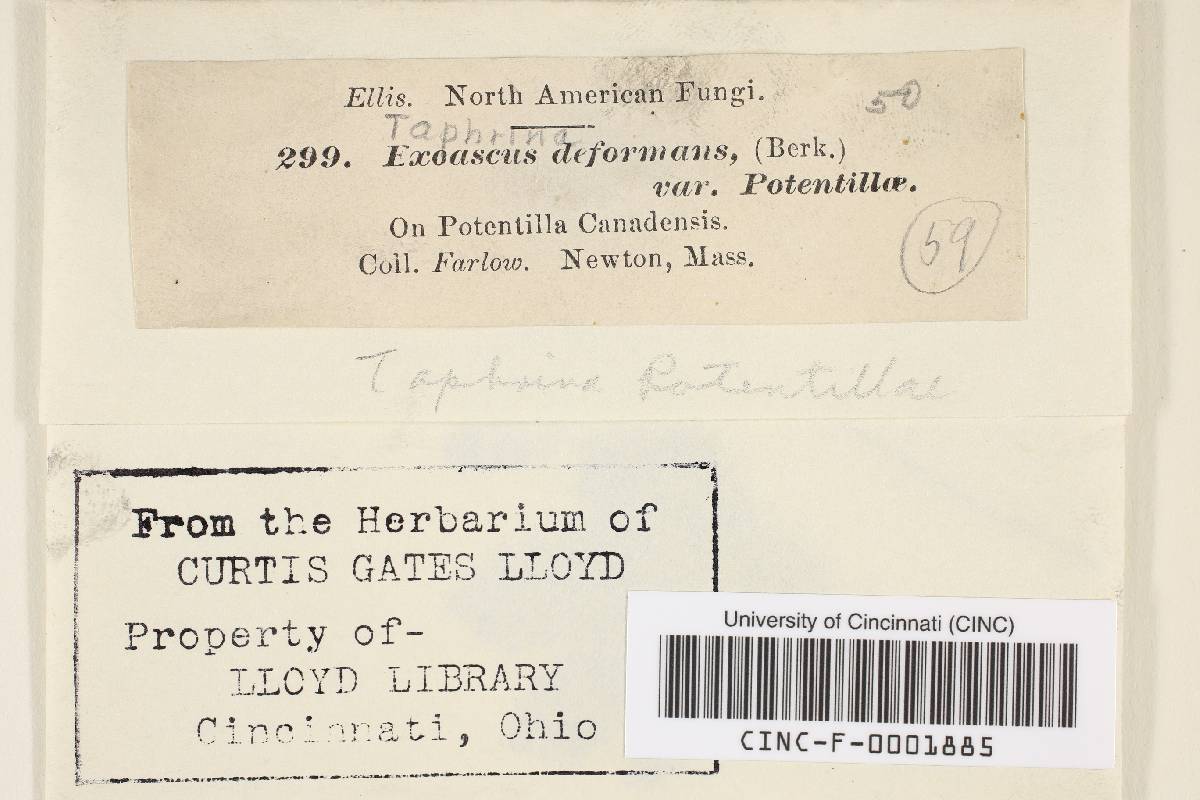 Ellis. North American Fungi.
50
Taphrina
299. Exoascus deformans, (Berk.)
var. Potentillæ.
On Potentilla Canadensis.
Coll. Farlow. Newton, Mass.
59
Taphrina Potentillae
From the Herbarium of
CURTIS GATES LLOYD
Property of-
LLOYD LIBRARY
Cincinnati, Ohio
University of Cincinnati (CINC)
CINC-F-0001885